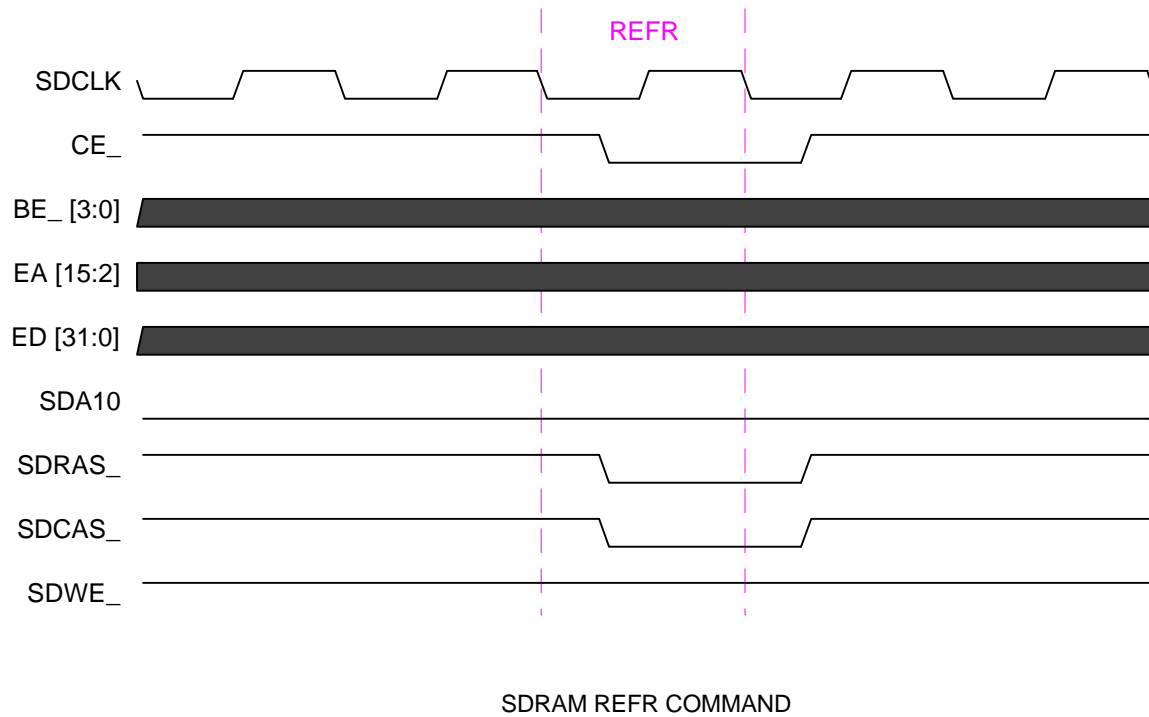 REFR
SDCLK
CE_
BE_ [3:0]
EA [15:2]
ED [31:0]
SDA10
SDRAS_
SDCAS_
SDWE_
SDRAM REFR COMMAND